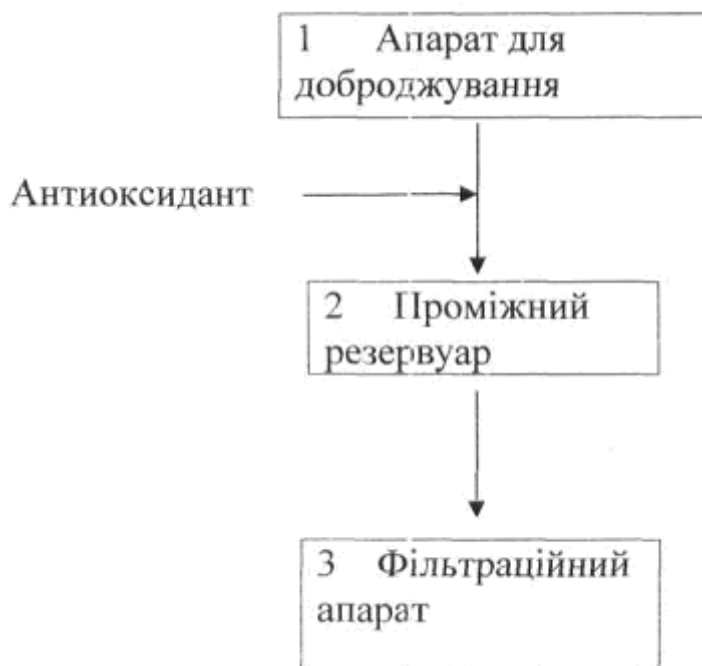 1 Апарат для
доброджування
Антиоксидант
2 Проміжний
резервуар
3 Фільтраційний
апарат